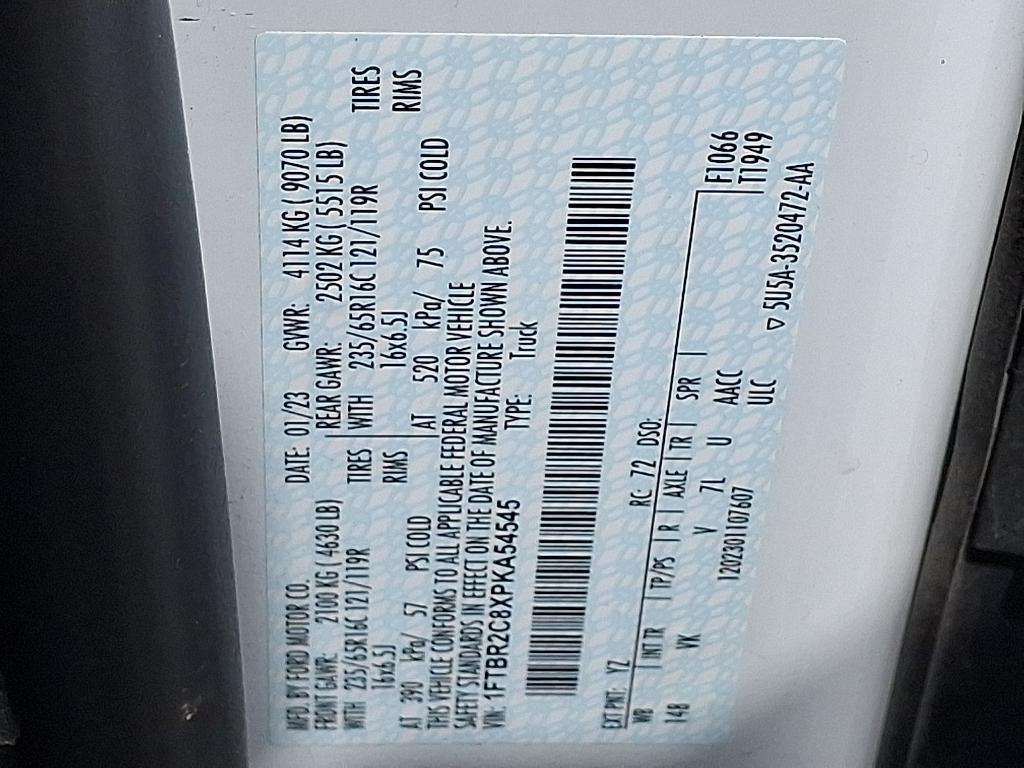 MFD. BY FORD MOTOR CO. DATE: 01/23 GVWR: 4114 KG ( 9070 LB)
FRONT GAWR: 2100 KG ( 4630 LB) REAR GAWR: 2502 KG ( 5515 LB)
WITH 235/65R16C 121/119R TIRES WITH 235/65R16C 121/119R TIRES
16x6.5J RIMS 16x6.5J RIMS
AT 390 kPa/ 57 PSI COLD AT 520 kPa/ 75 PSI COLD
THIS VEHICLE CONFORMS TO ALL APPLICABLE FEDERAL MOTOR VEHICLE
SAFETY STANDARDS IN EFFECT ON THE DATE OF MANUFACTURE SHOWN ABOVE.
VIN: 1FTBR2C8XPKA54545 TYPE: Truck
EXT PNT: YZ RC: 72 DSO:
WB INT TR TP/PS R AXLE TR SPR F1066
148 VK V 7L U AACC T1949
1202301107607 ULC
▽ 5U5A-3520472-AA